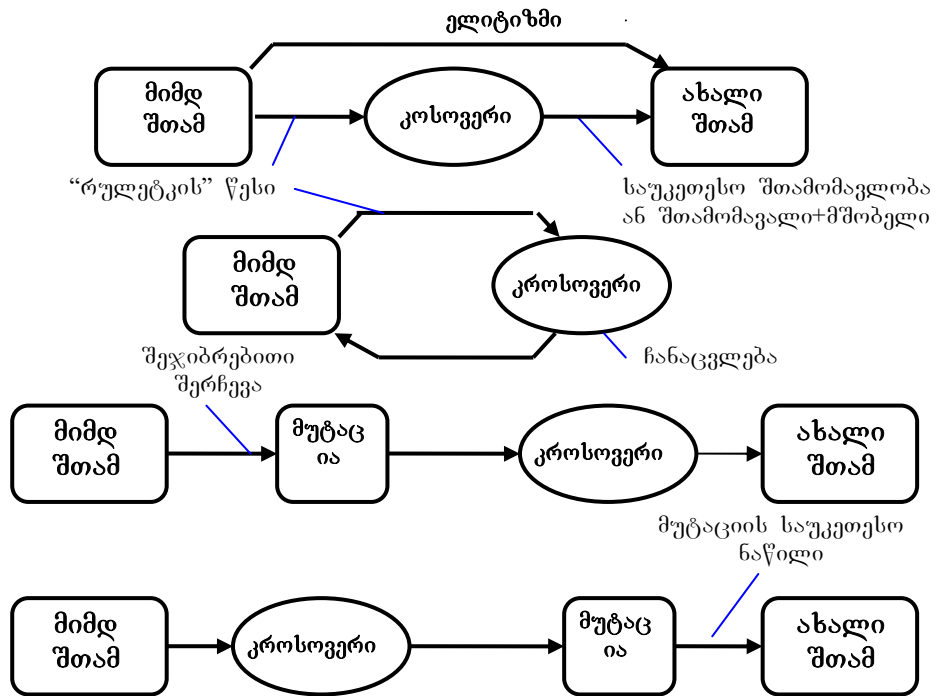 ელიტიზმი
მიმდ
შთამ
კოსოვერი
ახალი
შთამ
“რულეტკის” წესი
საუკეთესო შთამომავლობა
ან შთამომავალი+მშობელი
მიმდ
შთამ
კროსოვერი
შეჯიბრებითი
შერჩევა
ჩანაცვლება
მიმდ
შთამ
მუტაც
ია
კროსოვერი
ახალი
შთამ
მუტაციის საუკეთესო
ნაწილი
მიმდ
შთამ
კროსოვერი
მუტაც
ია
ახალი
შთამ